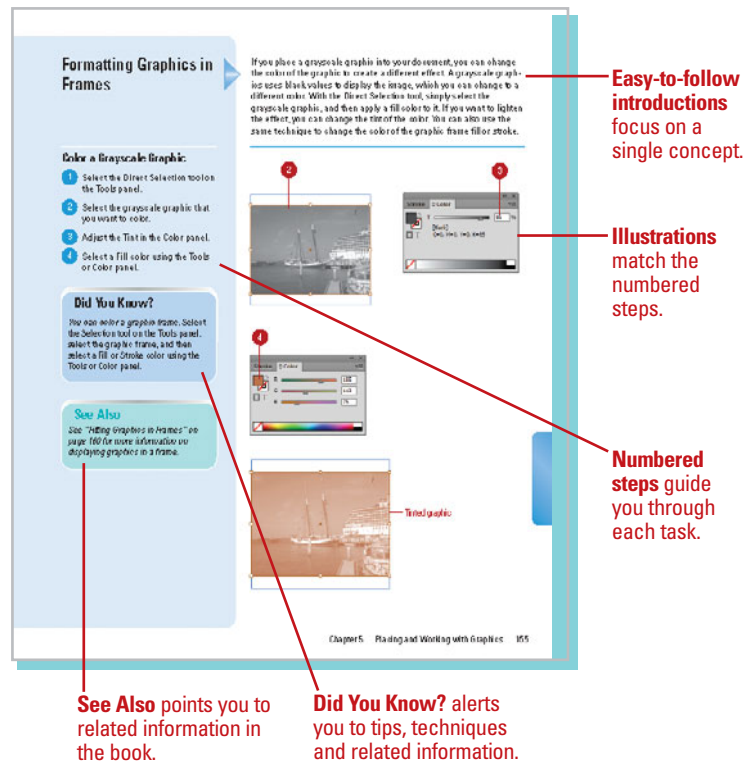 Formatting Graphics in
Frames
If you place a grayscale graphic into your document, you can change
the color of the graphic to create a different effect. A grayscale graph-
ics uses black values to display the image, which you can change to a
different color. With the Direct Selection tool, simply select the
grayscale graphic, and then apply a fill color to it. If you want to lighten
the effect, you can change the tint of the color. You can also use the
same technique to change the color of the graphic frame fill or stroke.
Color a Grayscale Graphic
1 Select the Direct Selection tool on
the Tools panel.
2 Select the grayscale graphic that
you want to color.
3 Adjust the Tint in the Color panel.
4 Select a Fill color using the Tools
or Color panel.
Did You Know?
You can color a graphic frame. Select
the Selection tool on the Tools panel,
select the graphic frame, and then
select a Fill or Stroke color using the
Tools or Color panel.
See Also
See "Fitting Graphics in Frames" on
page 160 for more information on
displaying graphics in a frame.
2
3
Color
T
%
[Black]
4
Color
Tinted graphic
Chapter 5 Placing and Working with Graphics 165
Easy-to-follow
introductions
focus on a
single concept.
Illustrations
match the
numbered
steps.
Numbered
steps guide
you through
each task.
See Also points you to
related information in
the book.
Did You Know? alerts
you to tips, techniques
and related information.